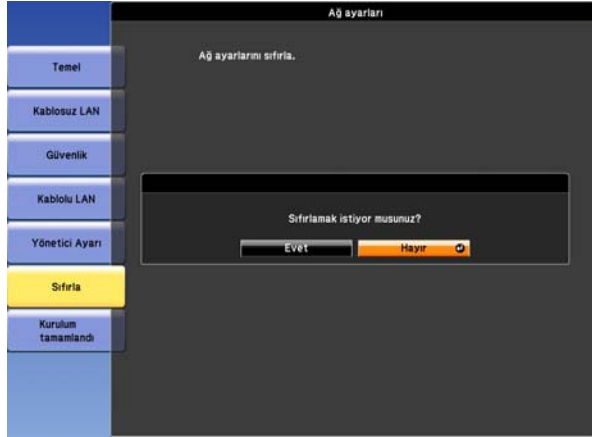 Ağ ayarları
Ağ ayarlarını sıfırla.
Temel
Kablosuz LAN
Güvenlik
Kablolu LAN
Yönetici Ayarı
Sıfırla
Kurulum
tamamlandı
Sıfırlamak istiyor musunuz?
Evet
Hayır